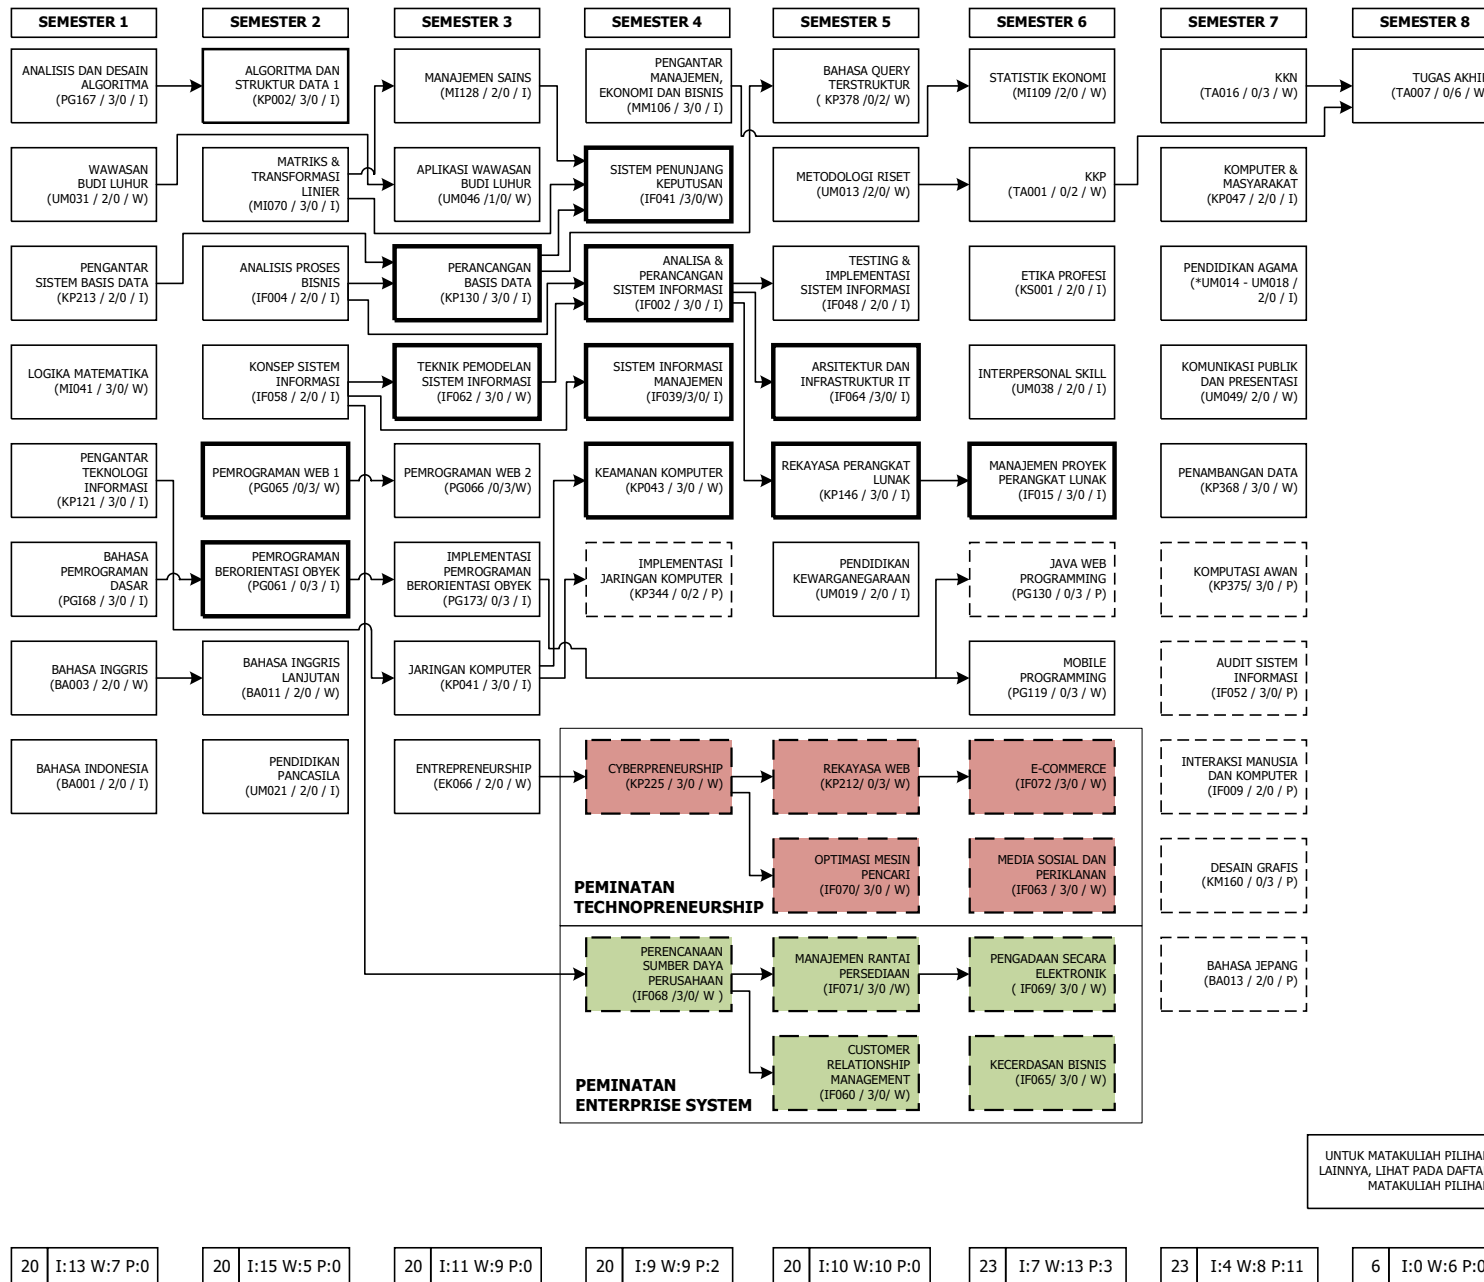 SEMESTER 1
SEMESTER 2
SEMESTER 3
SEMESTER 4
SEMESTER 5
SEMESTER 6
SEMESTER 7
SEMESTER 8
ANALISIS DAN DESAIN
ALGORITMA
(PG167 / 3/0 / I)
ALGORITMA DAN
STRUKTUR DATA 1
(KP002/ 3/0 / I)
MANAJEMEN SAINS
(MI128 / 2/0 / I)
PENGANTAR
MANAJEMEN,
EKONOMI DAN BISNIS
(MM106 / 3/0 / I)
BAHASA QUERY
TERSTRUKTUR
( KP378 /0/2/ W)
STATISTIK EKONOMI
(MI109 /2/0 / W)
KKN
(TA016 / 0/3 / W)
TUGAS AKHI
(TA007 / 0/6 / W
WAWASAN
BUDI LUHUR
(UM031 / 2/0 / W)
MATRIKS &
TRANSFORMASI
LINIER
(MI070 / 3/0 / I)
APLIKASI WAWASAN
BUDI LUHUR
(UM046 /1/0/ W)
SISTEM PENUNJANG
KEPUTUSAN
(IF041 /3/0/W)
METODOLOGI RISET
(UM013 /2/0/ W)
KKP
(TA001 / 0/2 / W)
KOMPUTER &
MASYARAKAT
(KP047 / 2/0 / I)
PENGANTAR
SISTEM BASIS DATA
(KP213 / 2/0 / I)
ANALISIS PROSES
BISNIS
(IF004 / 2/0 / I)
PERANCANGAN
BASIS DATA
(KP130 / 3/0 / I)
ANALISA &
PERANCANGAN
SISTEM INFORMASI
(IF002 / 3/0 / I)
TESTING &
IMPLEMENTASI
SISTEM INFORMASI
(IF048 / 2/0 / I)
ETIKA PROFESI
(KS001 / 2/0 / I)
PENDIDIKAN AGAMA
(*UM014 - UM018 /
2/0 / I)
LOGIKA MATEMATIKA
(MI041 / 3/0/ W)
KONSEP SISTEM
INFORMASI
(IF058 / 2/0 / I)
TEKNIK PEMODELAN
SISTEM INFORMASI
(IF062 / 3/0 / W)
SISTEM INFORMASI
MANAJEMEN
(IF039/3/0/ I)
ARSITEKTUR DAN
INFRASTRUKTUR IT
(IF064 /3/0/ I)
INTERPERSONAL SKILL
(UM038 / 2/0 / I)
KOMUNIKASI PUBLIK
DAN PRESENTASI
(UM049/ 2/0 / W)
PENGANTAR
TEKNOLOGI
INFORMASI
(KP121 / 3/0 / I)
PEMROGRAMAN WEB 1
(PG065 /0/3/ W)
PEMROGRAMAN WEB 2
(PG066 /0/3/W)
KEAMANAN KOMPUTER
(KP043 / 3/0 / W)
REKAYASA PERANGKAT
LUNAK
(KP146 / 3/0 / I)
MANAJEMEN PROYEK
PERANGKAT LUNAK
(IF015 / 3/0 / I)
PENAMBANGAN DATA
(KP368 / 3/0 / W)
BAHASA
PEMROGRAMAN
DASAR
(PGI68 / 3/0 / I)
PEMROGRAMAN
BERORIENTASI OBYEK
(PG061 / 0/3 / I)
IMPLEMENTASI
PEMROGRAMAN
BERORIENTASI OBYEK
(PG173/ 0/3 / I)
IMPLEMENTASI
JARINGAN KOMPUTER
(KP344 / 0/2 / P)
PENDIDIKAN
KEWARGANEGARAAN
(UM019 / 2/0 / I)
JAVA WEB
PROGRAMMING
(PG130 / 0/3 / P)
KOMPUTASI AWAN
(KP375/ 3/0 / P)
BAHASA INGGRIS
(BA003 / 2/0 / W)
BAHASA INGGRIS
LANJUTAN
(BA011 / 2/0 / W)
JARINGAN KOMPUTER
(KP041 / 3/0 / I)
MOBILE
PROGRAMMING
(PG119 / 0/3 / W)
AUDIT SISTEM
INFORMASI
(IF052 / 3/0/ P)
BAHASA INDONESIA
(BA001 / 2/0 / I)
PENDIDIKAN
PANCASILA
(UM021 / 2/0 / I)
ENTREPRENEURSHIP
(EK066 / 2/0 / W)
CYBERPRENEURSHIP
(KP225 / 3/0 / W)
REKAYASA WEB
(KP212/ 0/3/ W)
E-COMMERCE
(IF072 /3/0 / W)
INTERAKSI MANUSIA
DAN KOMPUTER
(IF009 / 2/0 / P)
OPTIMASI MESIN
PENCARI
(IF070/ 3/0 / W)
MEDIA SOSIAL DAN
PERIKLANAN
(IF063 / 3/0 / W)
DESAIN GRAFIS
(KM160 / 0/3 / P)
PEMINATAN
TECHNOPRENEURSHIP
PERENCANAAN
SUMBER DAYA
PERUSAHAAN
(IF068 /3/0/ W )
MANAJEMEN RANTAI
PERSEDIAAN
(IF071/ 3/0 /W)
PENGADAAN SECARA
ELEKTRONIK
( IF069/ 3/0 / W)
BAHASA JEPANG
(BA013 / 2/0 / P)
CUSTOMER
RELATIONSHIP
MANAGEMENT
(IF060 / 3/0/ W)
KECERDASAN BISNIS
(IF065/ 3/0 / W)
PEMINATAN
ENTERPRISE SYSTEM
UNTUK MATAKULIAH PILIHA
LAINNYA, LIHAT PADA DAFTA
MATAKULIAH PILIHA
20 I:13 W:7 P:0
20 I:15 W:5 P:0
20 I:11 W:9 P:0
20 I:9 W:9 P:2
20 I:10 W:10 P:0
23 I:7 W:13 P:3
23 I:4 W:8 P:11
6 I:0 W:6 P:0